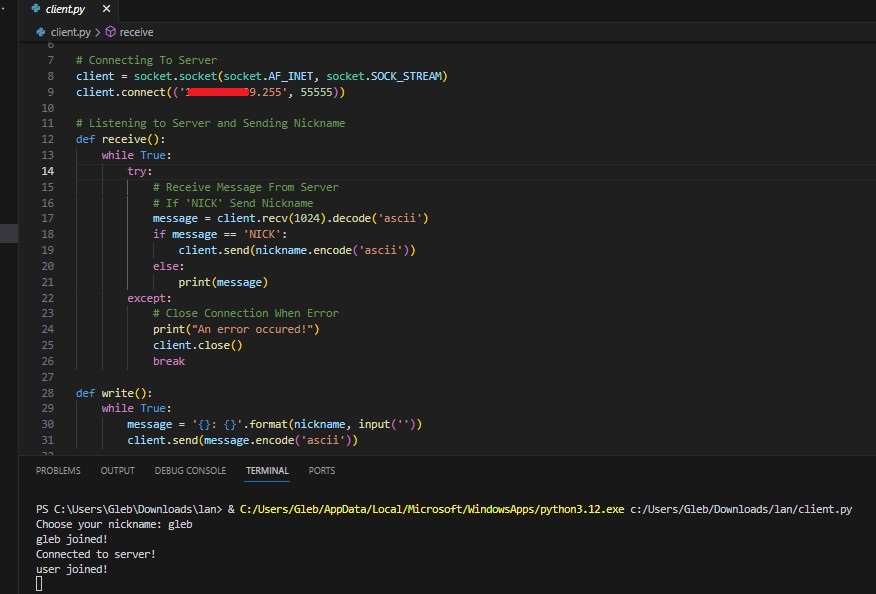 client.py ×
client.py > receive
6
7 # Connecting To Server
8 client = socket.socket(socket.AF_INET, socket.SOCK_STREAM)
9 client.connect(('1 9.255', 55555))
10
11 # Listening to Server and Sending Nickname
12 def receive():
13 while True:
14 try:
15 # Receive Message From Server
16 # If 'NICK' Send Nickname
17 message = client.recv(1024).decode('ascii')
18 if message == 'NICK':
19 client.send(nickname.encode('ascii'))
20 else:
21 print(message)
22 except:
23 # Close Connection When Error
24 print("An error occured!")
25 client.close()
26 break
27
28 def write():
29 while True:
30 message = '{}: {}'.format(nickname, input(''))
31 client.send(message.encode('ascii'))
PROBLEMS OUTPUT DEBUG CONSOLE TERMINAL PORTS
PS C:\Users\Gleb\Downloads\lan> & C:/Users/Gleb/AppData/Local/Microsoft/WindowsApps/python3.12.exe c:/Users/Gleb/Downloads/lan/client.py
Choose your nickname: gleb
gleb joined!
Connected to server!
user joined!